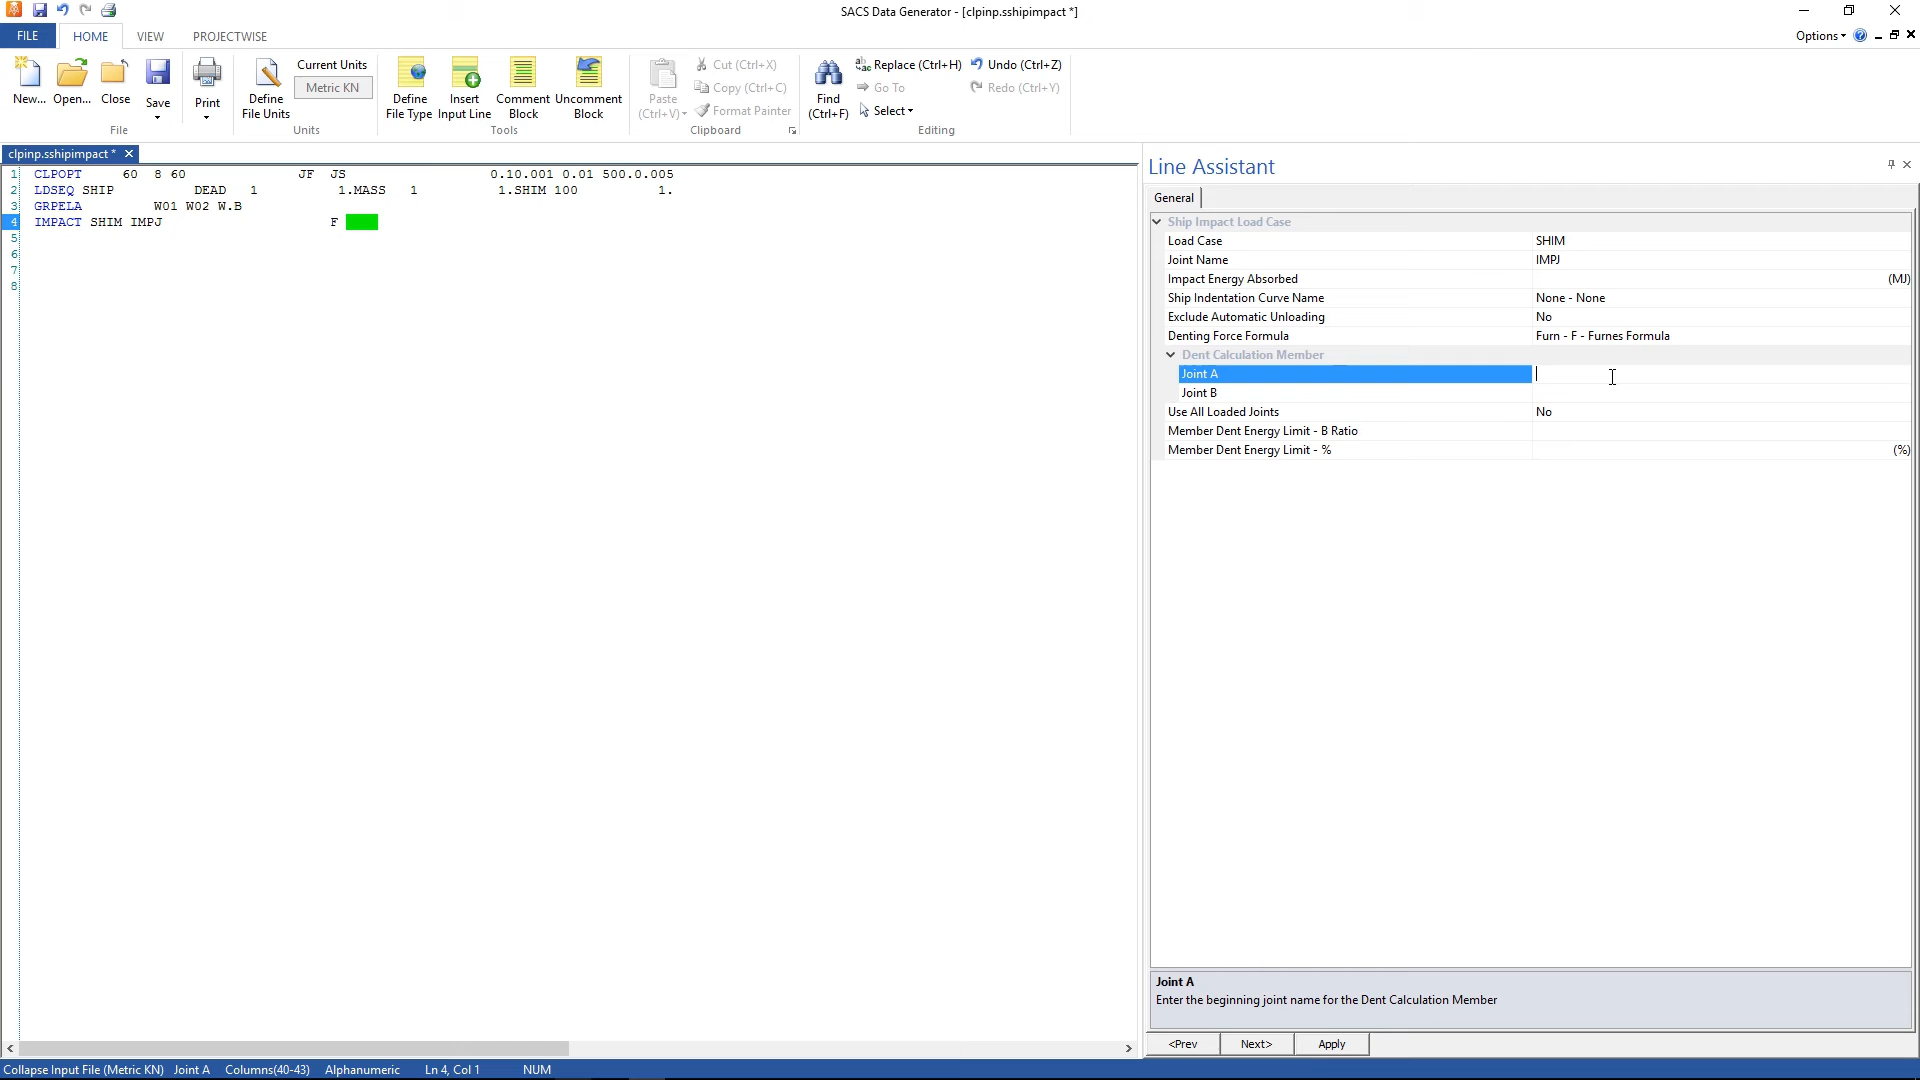 SACS Data Generator - [clpinp.sshipimpact *]
FILE HOME VIEW PROJECTWISE Options
New... Open... Close Save Print
File
Define File Units
Current Units
Metric KN
Units
Define File Type
Insert Input Line
Comment Block
Uncomment Block
Tools
Paste (Ctrl+V)
Cut (Ctrl+X)
Copy (Ctrl+C)
Format Painter
Clipboard
Find (Ctrl+F)
Replace (Ctrl+H)
Go To
Select
Undo (Ctrl+Z)
Redo (Ctrl+Y)
Editing
clpinp.sshipimpact *
1 CLPOPT 60 8 60 JF JS 0.10.001 0.01 500.0.005
2 LDSEQ SHIP DEAD 1 1.MASS 1 1.SHIM 100 1.
3 GRPELA W01 W02 W.B
4 IMPACT SHIM IMPJ F
5
6
7
8
Line Assistant
General
Ship Impact Load Case
Load Case SHIM
Joint Name IMPJ
Impact Energy Absorbed (MJ)
Ship Indentation Curve Name None - None
Exclude Automatic Unloading No
Denting Force Formula Furn - F - Furnes Formula
Dent Calculation Member
Joint A
Joint B
Use All Loaded Joints No
Member Dent Energy Limit - B Ratio
Member Dent Energy Limit - % (%)
Joint A
Enter the beginning joint name for the Dent Calculation Member
<Prev Next> Apply
Collapse Input File (Metric KN) Joint A Columns(40-43) Alphanumeric Ln 4, Col 1 NUM